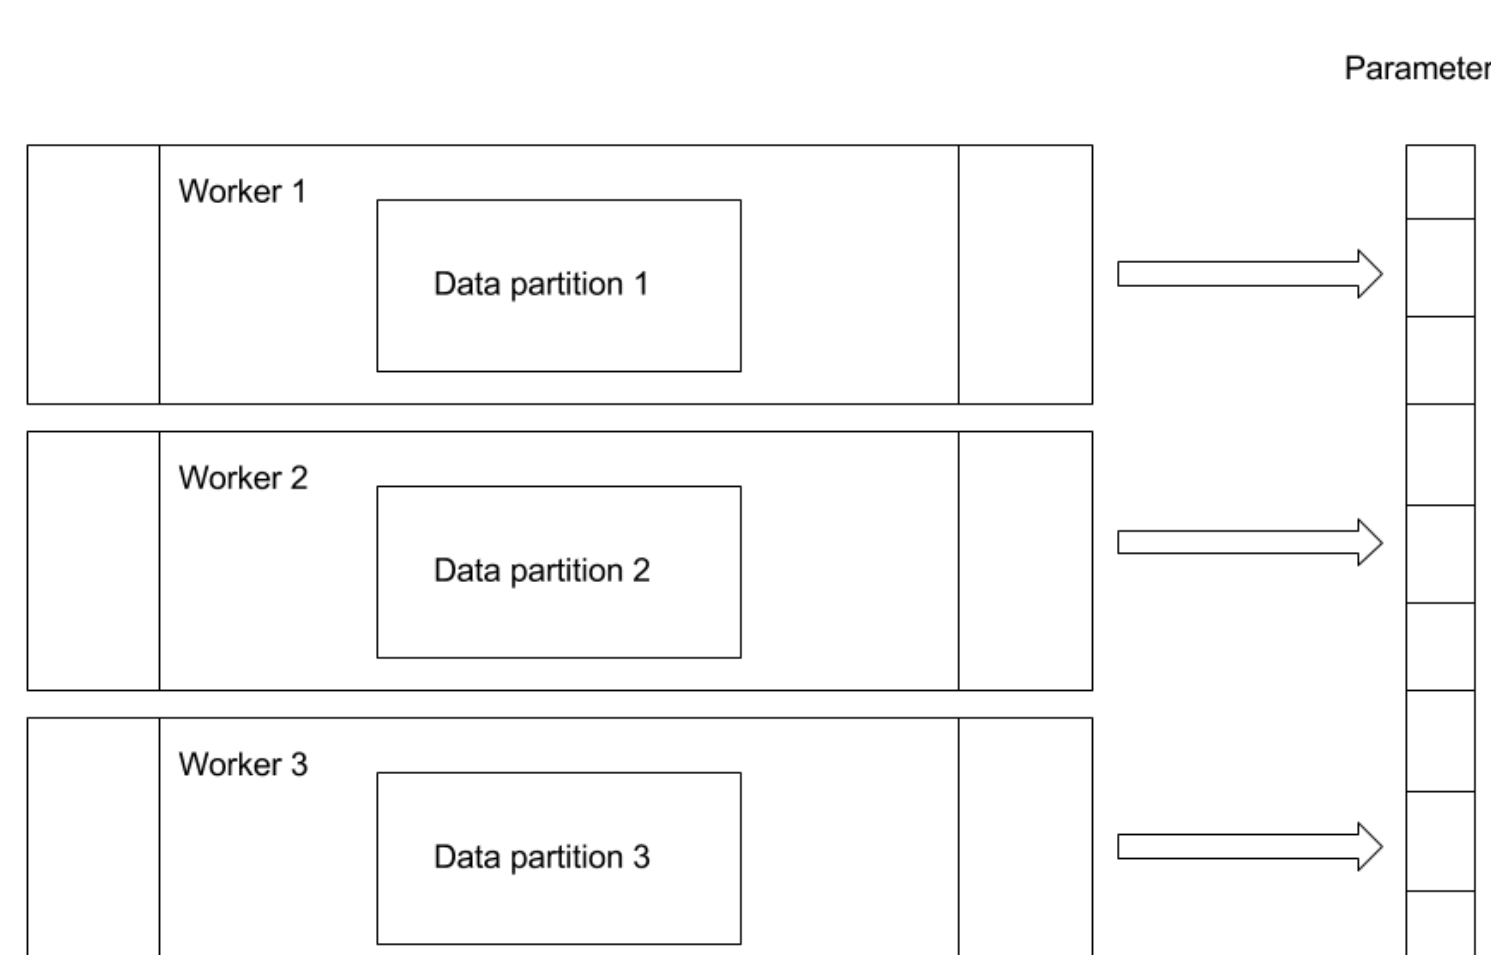 Parameter
Worker 1
Data partition 1
Worker 2
Data partition 2
Worker 3
Data partition 3